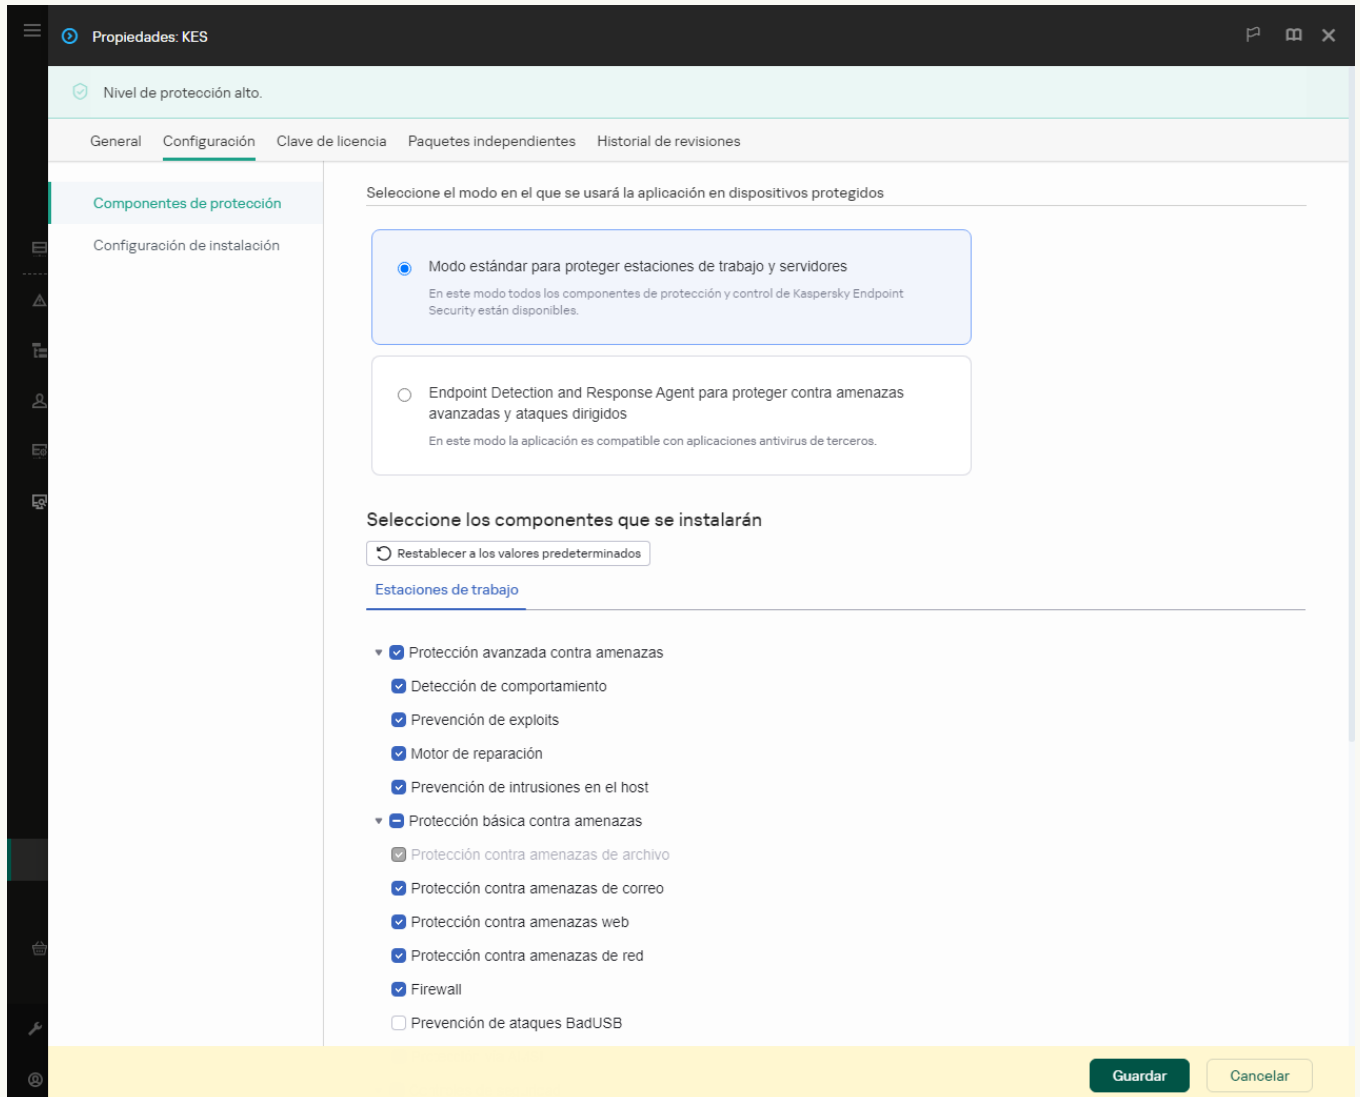 Propiedades: KES
Nivel de protección alto.
General Configuración Clave de licencia Paquetes independientes Historial de revisiones
Componentes de protección
Configuración de instalación
Seleccione el modo en el que se usará la aplicación en dispositivos protegidos
Modo estándar para proteger estaciones de trabajo y servidores
En este modo todos los componentes de protección y control de Kaspersky Endpoint
Security están disponibles.
Endpoint Detection and Response Agent para proteger contra amenazas
avanzadas y ataques dirigidos
En este modo la aplicación es compatible con aplicaciones antivirus de terceros.
Seleccione los componentes que se instalarán
Restablecer a los valores predeterminados
Estaciones de trabajo
Protección avanzada contra amenazas
Detección de comportamiento
Prevención de exploits
Motor de reparación
Prevención de intrusiones en el host
Protección básica contra amenazas
Protección contra amenazas de archivo
Protección contra amenazas de correo
Protección contra amenazas web
Protección contra amenazas de red
Firewall
Prevención de ataques BadUSB
Guardar Cancelar